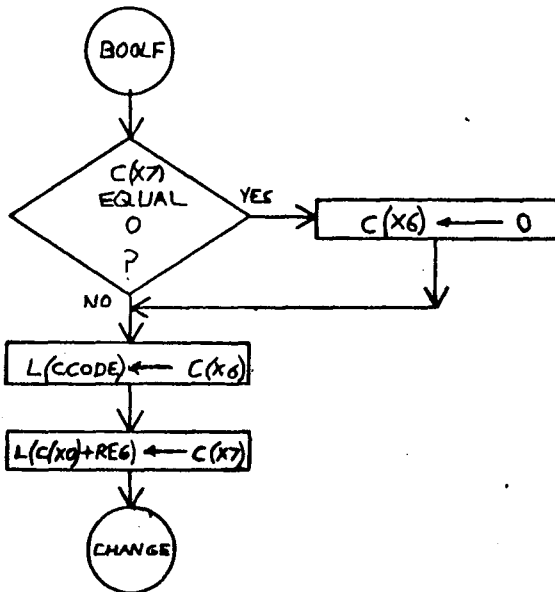 BOOLF
C(X7)
EQUAL
0
?
YES
C(X6) ← 0
NO
L(CCODE) ← C(X6)
L(C(X0)+REG) ← C(X7)
CHANGE